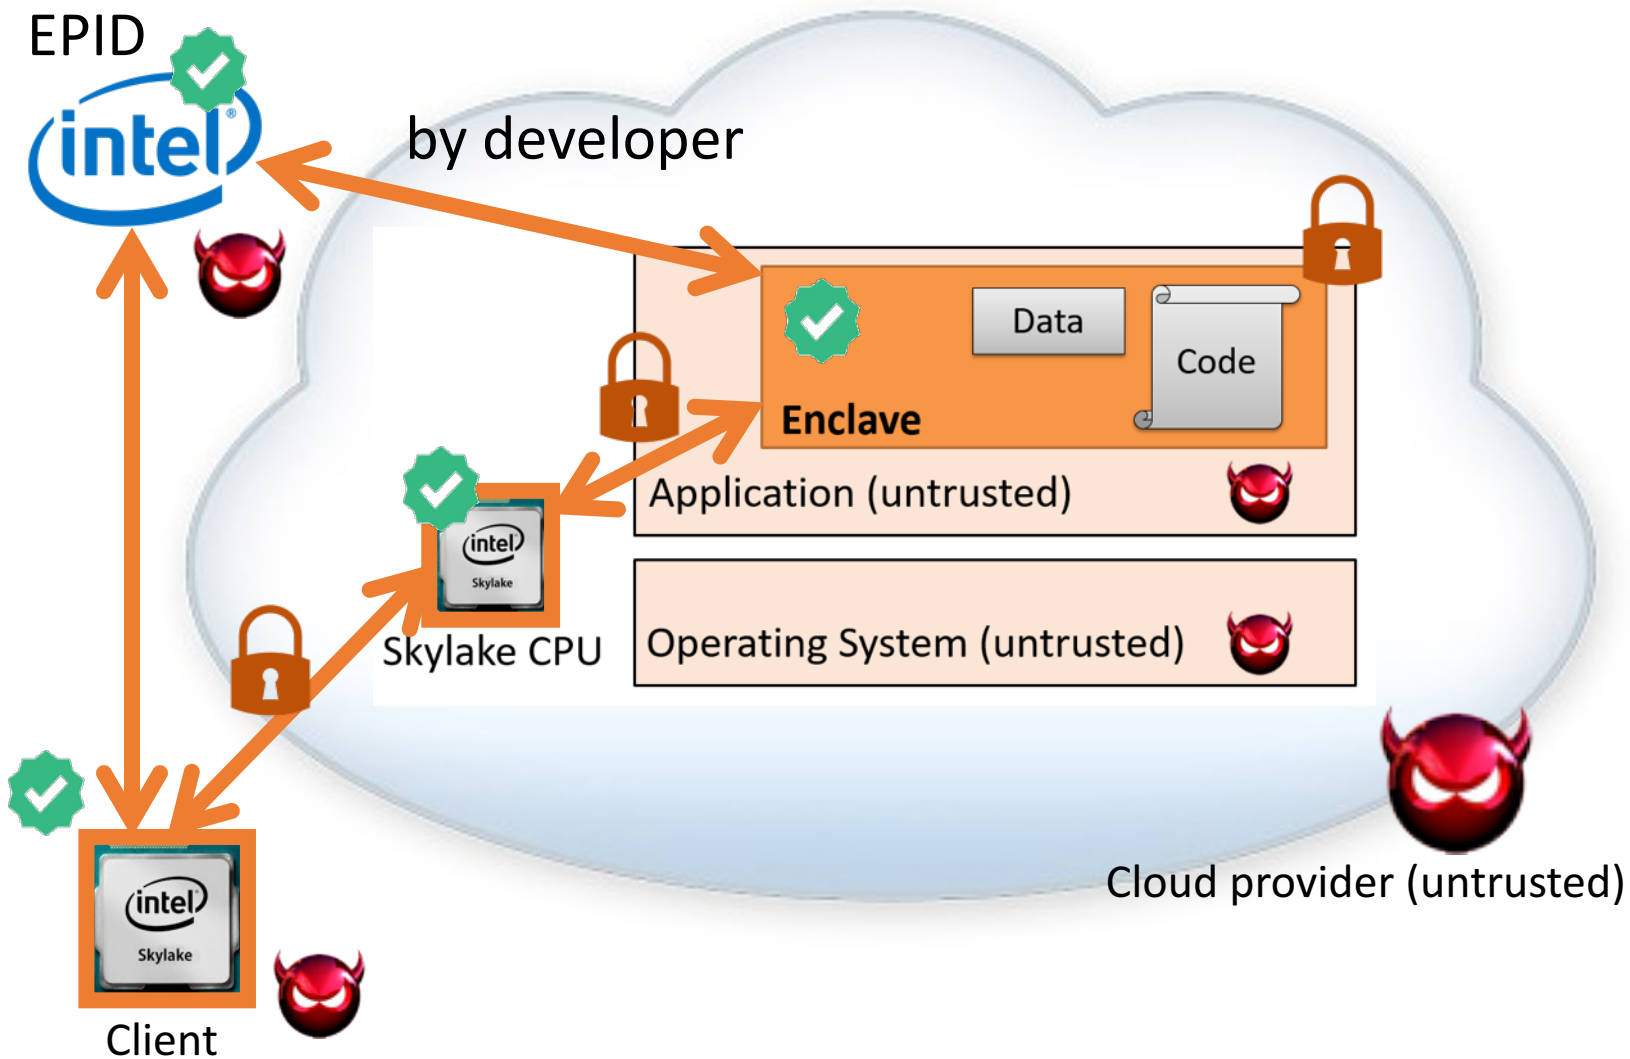 EPID
intel®
by developer
Data
Code
Enclave
Application (untrusted)
intel
Skylake
Skylake CPU
Operating System (untrusted)
Cloud provider (untrusted)
intel
Skylake
Client